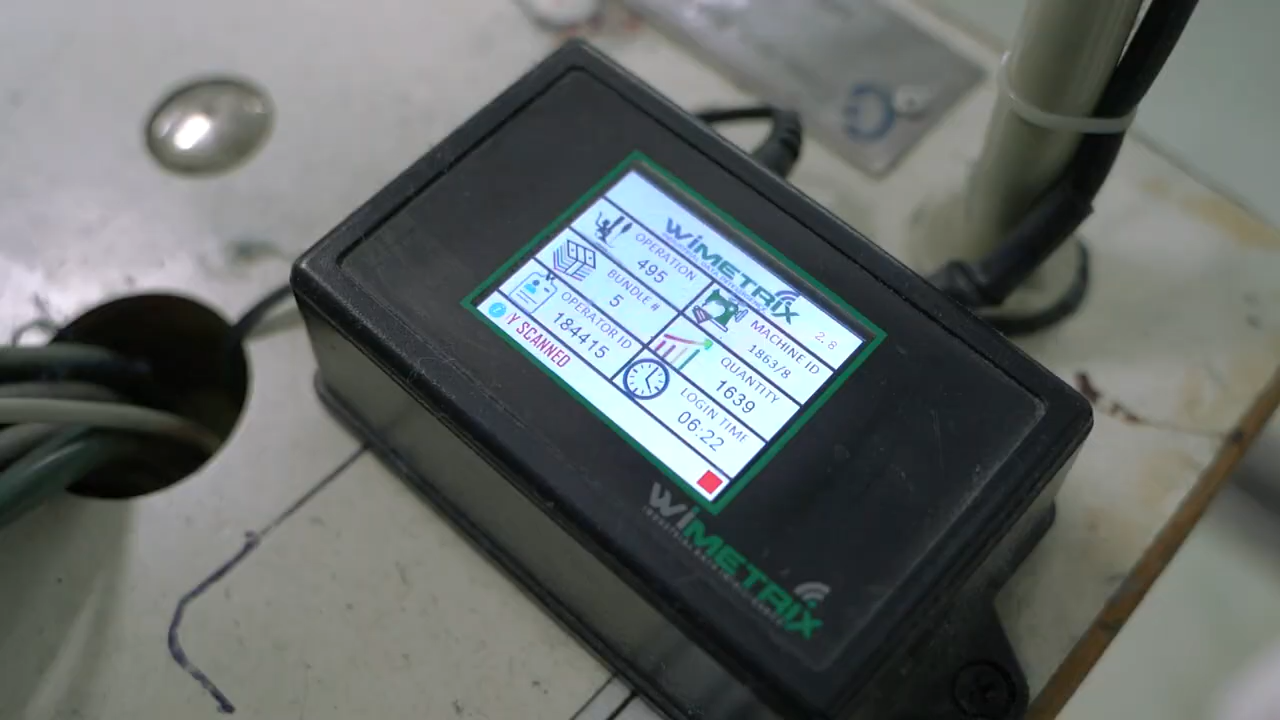 WiMETRIX
2.8
OPERATION
495
MACHINE ID
1863/8
BUNDLE #
5
QUANTITY
1639
OPERATOR ID
184415
LOGIN TIME
06:22
Y SCANNED
WiMETRIX